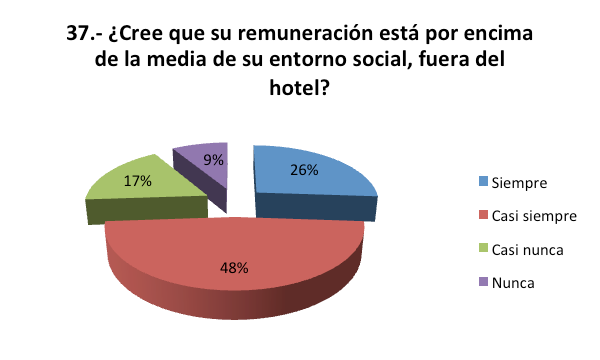 37.- ¿Cree que su remuneración está por encima
de la media de su entorno social, fuera del
hotel?
9%
26%
17%
48%
Siempre
Casi siempre
Casi nunca
Nunca